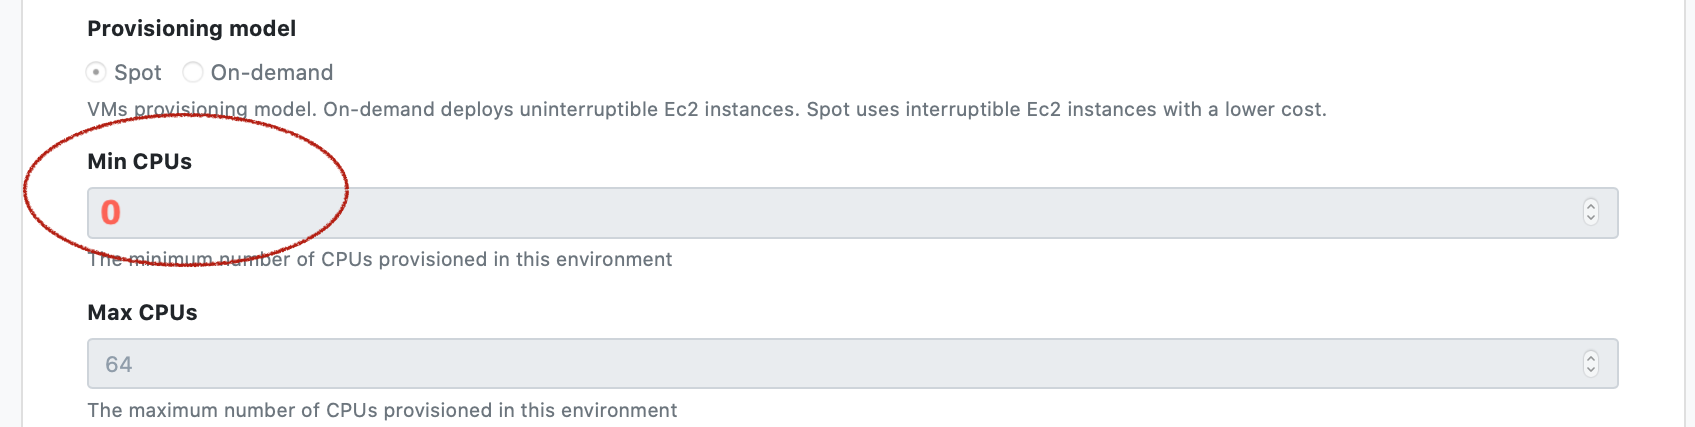 Provisioning model
Spot On-demand
VMs provisioning model. On-demand deploys uninterruptible Ec2 instances. Spot uses interruptible Ec2 instances with a lower cost.
Min CPUs
0
The minimum number of CPUs provisioned in this environment
Max CPUs
64
The maximum number of CPUs provisioned in this environment